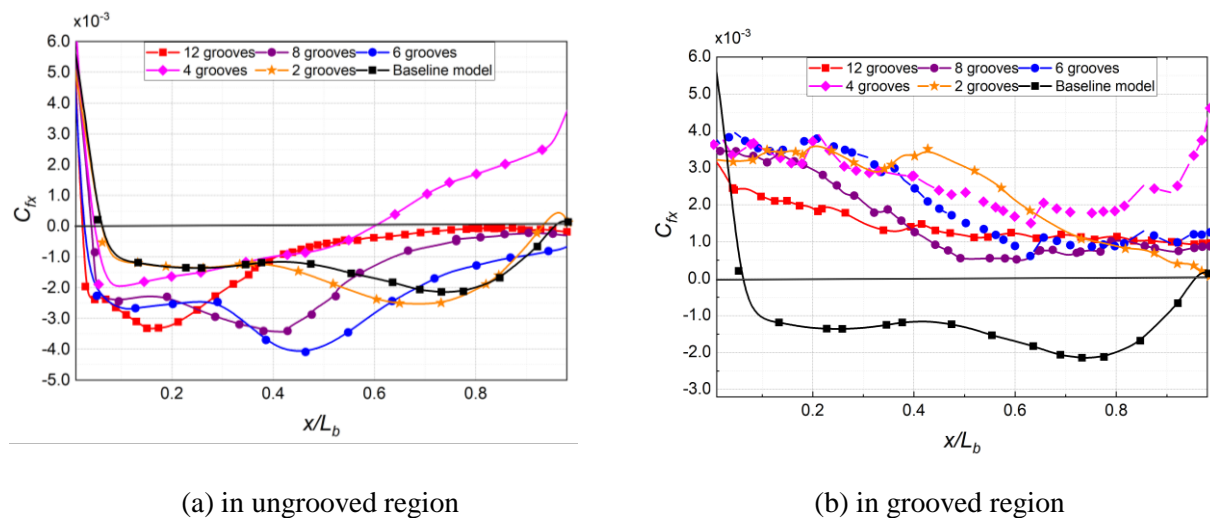 x10⁻³
6.0
5.0
4.0
3.0
2.0
1.0
0.0
-1.0
-2.0
-3.0
-4.0
-5.0
C_fx
12 grooves 8 grooves 6 grooves
4 grooves 2 grooves Baseline model
0.2 0.4 0.6 0.8
x/L_b
(a) in ungrooved region
x10⁻³
6.0
5.0
4.0
3.0
2.0
1.0
0.0
-1.0
-2.0
-3.0
C_fx
12 grooves 8 grooves 6 grooves
4 grooves 2 grooves Baseline model
0.2 0.4 0.6 0.8
x/L_b
(b) in grooved region